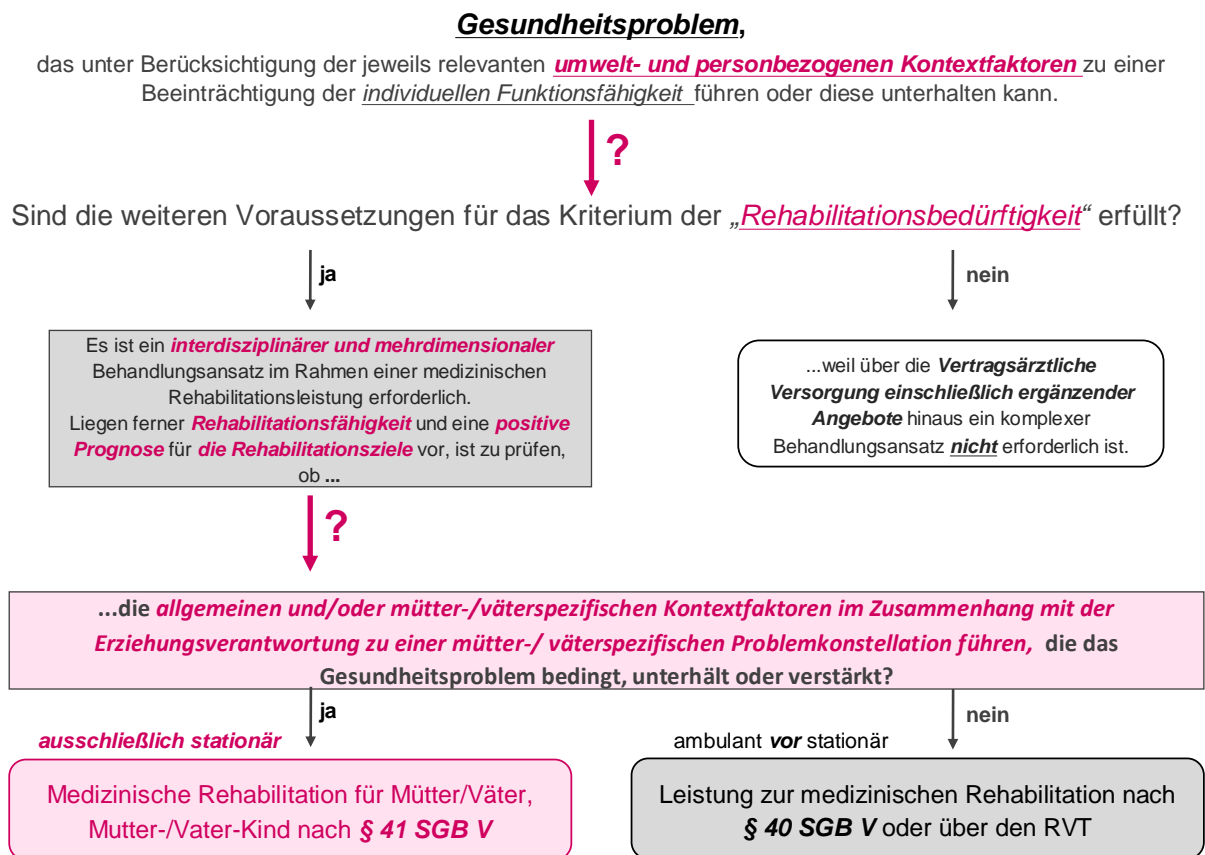 Gesundheitsproblem,
das unter Berücksichtigung der jeweils relevanten umwelt- und personbezogenen Kontextfaktoren zu einer
Beeinträchtigung der individuellen Funktionsfähigkeit führen oder diese unterhalten kann.
?
Sind die weiteren Voraussetzungen für das Kriterium der „Rehabilitationsbedürftigkeit“ erfüllt?
ja
nein
Es ist ein interdisziplinärer und mehrdimensionaler
Behandlungsansatz im Rahmen einer medizinischen
Rehabilitationsleistung erforderlich.
Liegen ferner Rehabilitationsfähigkeit und eine positive
Prognose für die Rehabilitationsziele vor, ist zu prüfen,
ob ...
...weil über die Vertragsärztliche
Versorgung einschließlich ergänzender
Angebote hinaus ein komplexer
Behandlungsansatz nicht erforderlich ist.
?
...die allgemeinen und/oder mütter-/väterspezifischen Kontextfaktoren im Zusammenhang mit der
Erziehungsverantwortung zu einer mütter-/ väterspezifischen Problemkonstellation führen, die das
Gesundheitsproblem bedingt, unterhält oder verstärkt?
ja
nein
ausschließlich stationär
ambulant vor stationär
Medizinische Rehabilitation für Mütter/Väter,
Mutter-/Vater-Kind nach § 41 SGB V
Leistung zur medizinischen Rehabilitation nach
§ 40 SGB V oder über den RVT